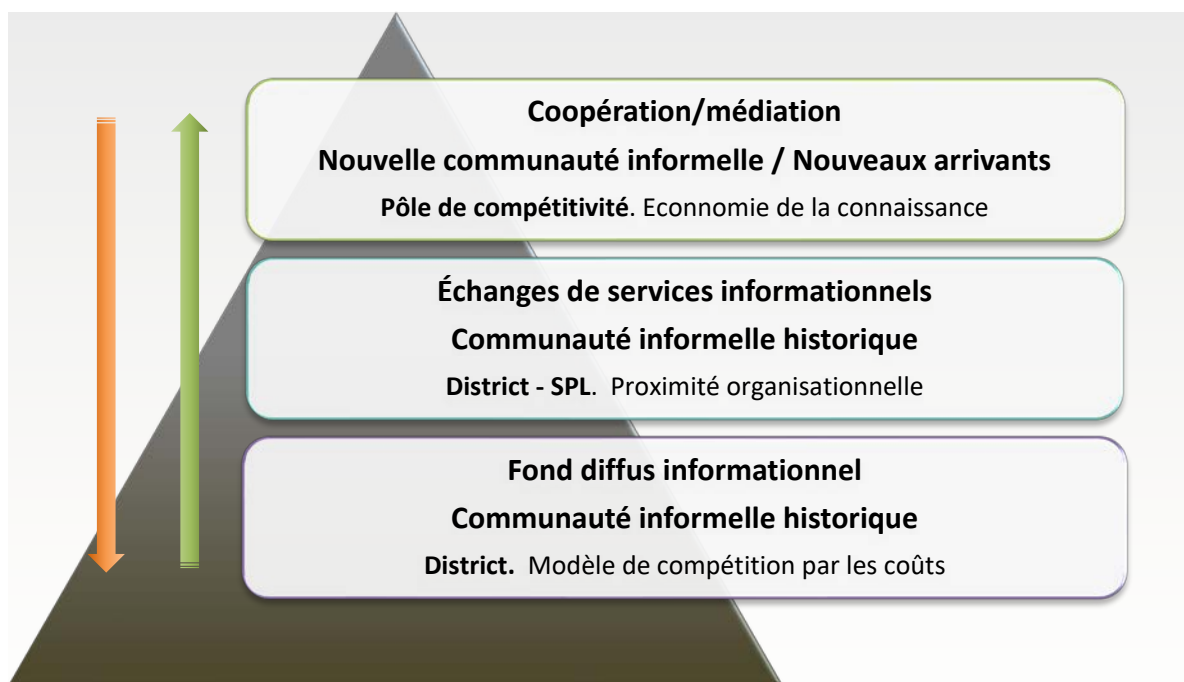 Coopération/médiation
Nouvelle communauté informelle / Nouveaux arrivants
Pôle de compétitivité. Econnomie de la connaissance
Échanges de services informationnels
Communauté informelle historique
District - SPL.  Proximité organisationnelle
Fond diffus informationnel
Communauté informelle historique
District.  Modèle de compétition par les coûts